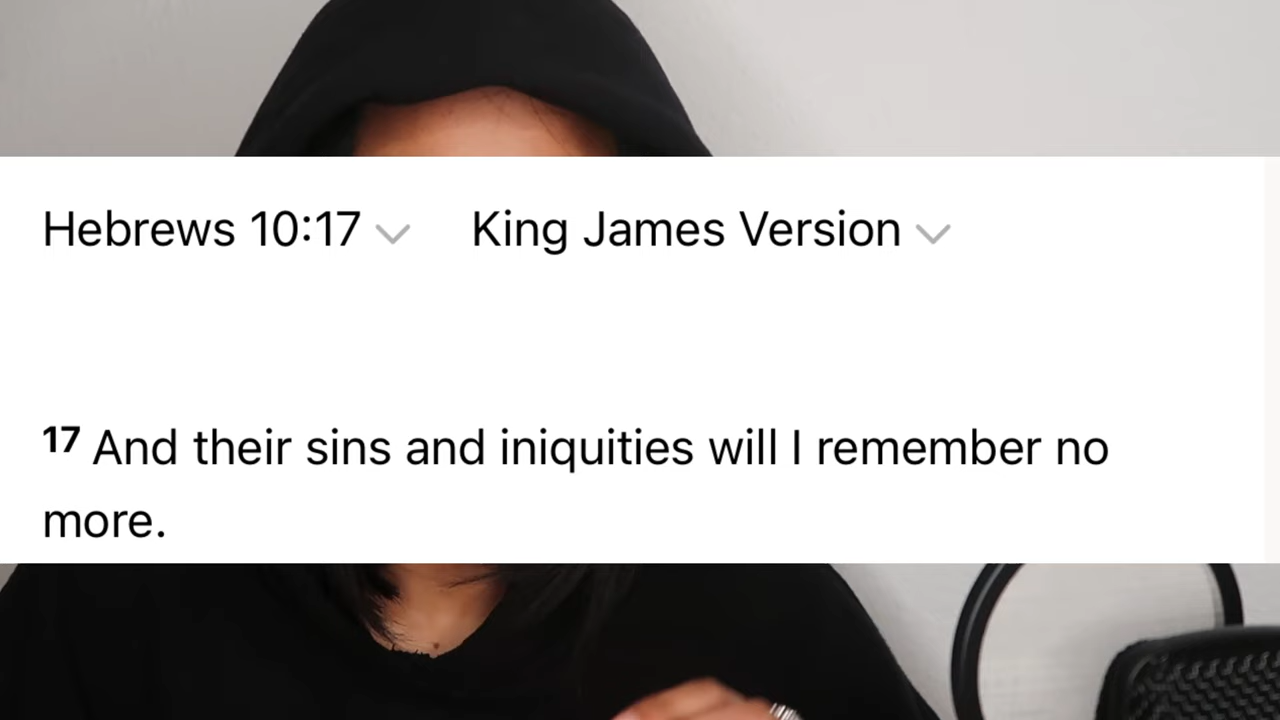 Hebrews 10:17 King James Version
17 And their sins and iniquities will I remember no
more.